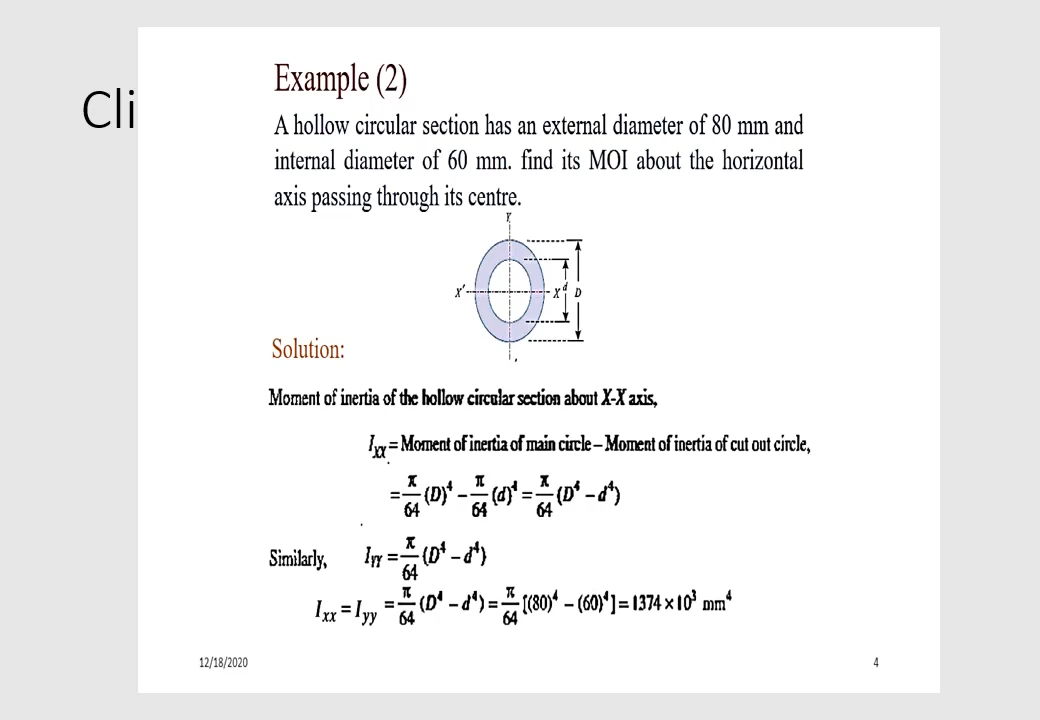 Cli
Example (2)
A hollow circular section has an external diameter of 80 mm and
internal diameter of 60 mm. find its MOI about the horizontal
axis passing through its centre.
Y
X' X d D
Solution:
Moment of inertia of the hollow circular section about X-X axis,
I_XX = Moment of inertia of main circle – Moment of inertia of cut out circle,
= π/64 (D)⁴ – π/64 (d)⁴ = π/64 (D⁴ – d⁴)
Similarly, I_YY = π/64 (D⁴ – d⁴)
I_xx = I_yy = π/64 (D⁴ – d⁴) = π/64 [(80)⁴ – (60)⁴] = 1374 × 10³ mm⁴
12/18/2020 4